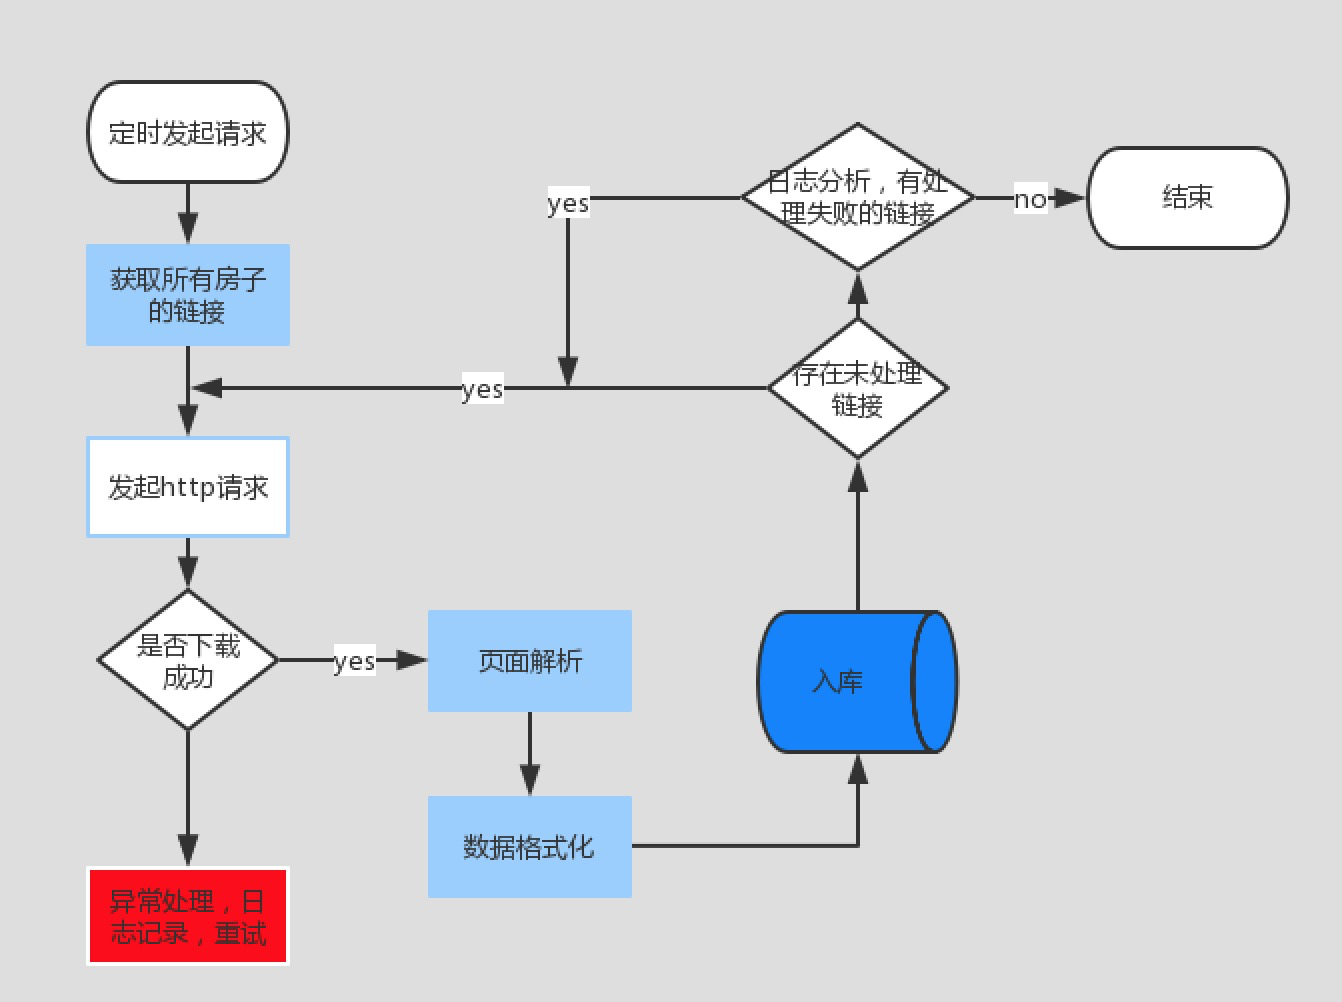 定时发起请求
获取所有房子
的链接
发起http请求
是否下载
成功
yes
页面解析
数据格式化
异常处理，日
志记录，重试
入库
存在未处理
链接
yes
日志分析，有处
理失败的链接
yes
no
结束